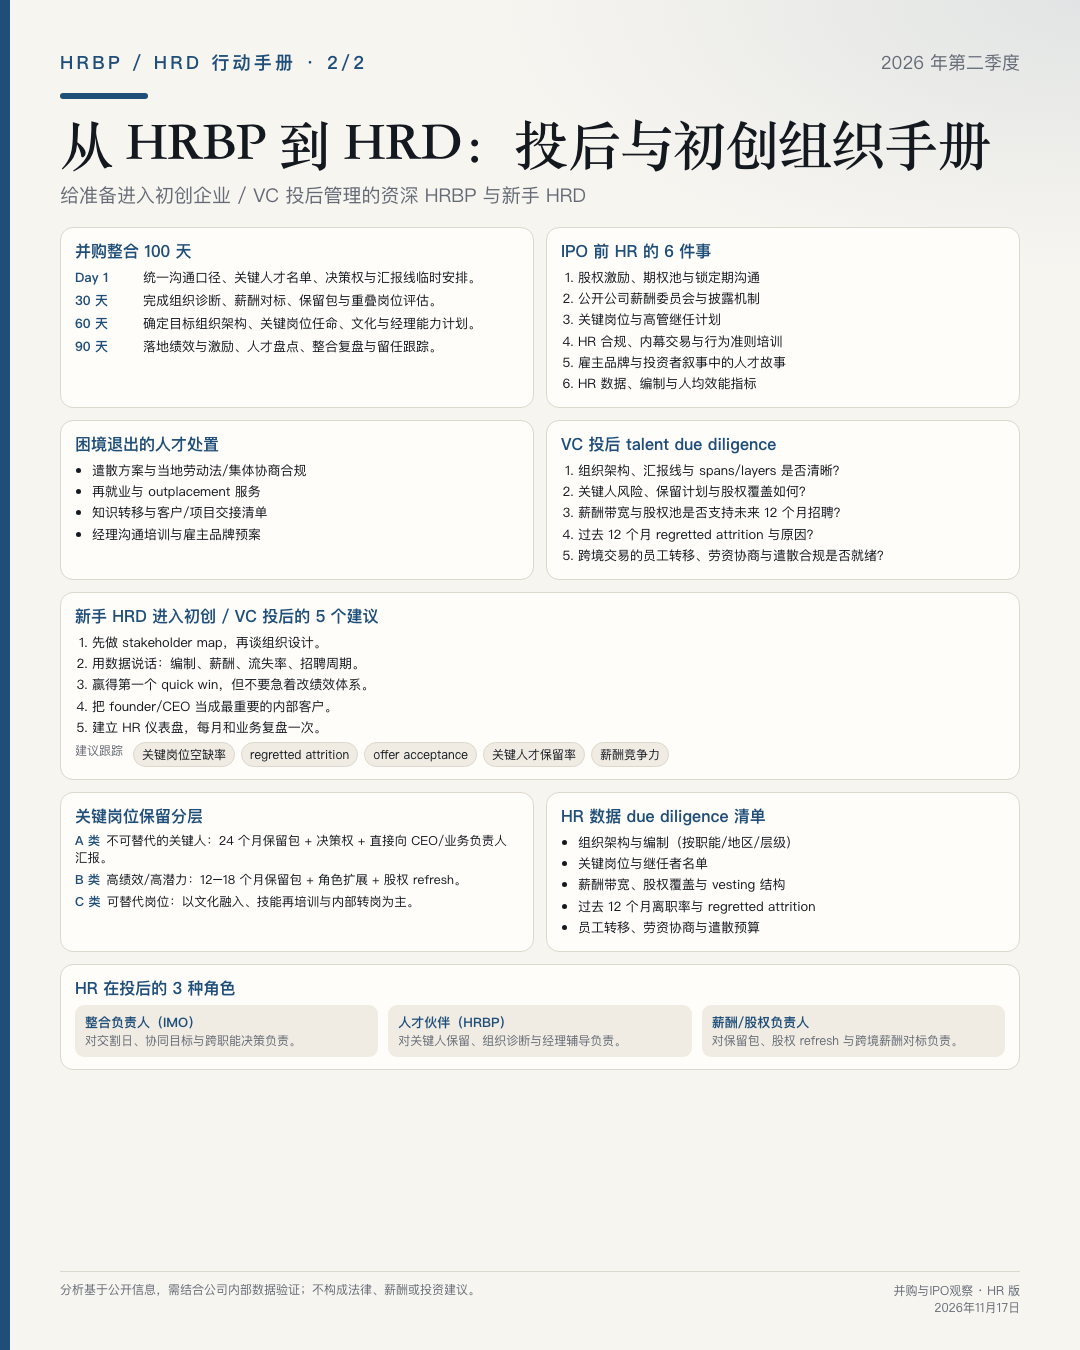 HRBP / HRD 行动手册 · 2/2
2026 年第二季度
从 HRBP 到 HRD：投后与初创组织手册
给准备进入初创企业 / VC 投后管理的资深 HRBP 与新手 HRD
并购整合 100 天
Day 1 统一沟通口径、关键人才名单、决策权与汇报线临时安排。
30 天 完成组织诊断、薪酬对标、保留包与重叠岗位评估。
60 天 确定目标组织架构、关键岗位任命、文化与经理能力计划。
90 天 落地绩效与激励、人才盘点、整合复盘与留任跟踪。
IPO 前 HR 的 6 件事
1. 股权激励、期权池与锁定期沟通
2. 公开公司薪酬委员会与披露机制
3. 关键岗位与高管继任计划
4. HR 合规、内幕交易与行为准则培训
5. 雇主品牌与投资者叙事中的人才故事
6. HR 数据、编制与人均效能指标
困境退出的人才处置
• 遣散方案与当地劳动法/集体协商合规
• 再就业与 outplacement 服务
• 知识转移与客户/项目交接清单
• 经理沟通培训与雇主品牌预案
VC 投后 talent due diligence
1. 组织架构、汇报线与 spans/layers 是否清晰？
2. 关键人风险、保留计划与股权覆盖如何？
3. 薪酬带宽与股权池是否支持未来 12 个月招聘？
4. 过去 12 个月 regretted attrition 与原因？
5. 跨境交易的员工转移、劳资协商与遣散合规是否就绪？
新手 HRD 进入初创 / VC 投后的 5 个建议
1. 先做 stakeholder map，再谈组织设计。
2. 用数据说话：编制、薪酬、流失率、招聘周期。
3. 赢得第一个 quick win，但不要急着改绩效体系。
4. 把 founder/CEO 当成最重要的内部客户。
5. 建立 HR 仪表盘，每月和业务复盘一次。
建议跟踪 关键岗位空缺率 regretted attrition offer acceptance 关键人才保留率 薪酬竞争力
关键岗位保留分层
A 类 不可替代的关键人：24 个月保留包 + 决策权 + 直接向 CEO/业务负责人
汇报。
B 类 高绩效/高潜力：12–18 个月保留包 + 角色扩展 + 股权 refresh。
C 类 可替代岗位：以文化融入、技能再培训与内部转岗为主。
HR 数据 due diligence 清单
• 组织架构与编制（按职能/地区/层级）
• 关键岗位与继任者名单
• 薪酬带宽、股权覆盖与 vesting 结构
• 过去 12 个月离职率与 regretted attrition
• 员工转移、劳资协商与遣散预算
HR 在投后的 3 种角色
整合负责人（IMO）
对交割日、协同目标与跨职能决策负责。
人才伙伴（HRBP）
对关键人保留、组织诊断与经理辅导负责。
薪酬/股权负责人
对保留包、股权 refresh 与跨境薪酬对标负责。
分析基于公开信息，需结合公司内部数据验证；不构成法律、薪酬或投资建议。
并购与IPO观察 · HR 版
2026年11月17日